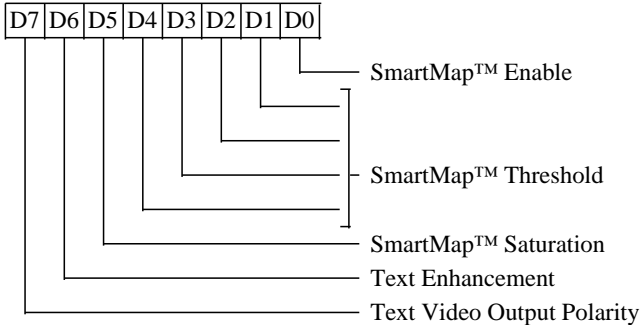 D7 D6 D5 D4 D3 D2 D1 D0
SmartMap™ Enable
SmartMap™ Threshold
SmartMap™ Saturation
Text Enhancement
Text Video Output Polarity